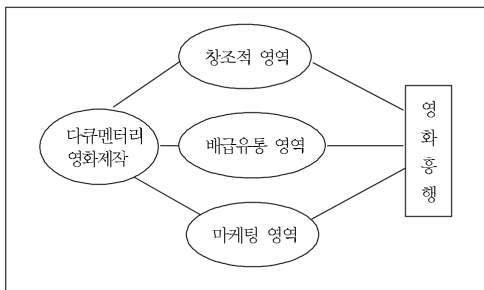 창조적 영역
다큐멘터리
영화제작
배급유통 영역
마케팅 영역
영
화
흥
행